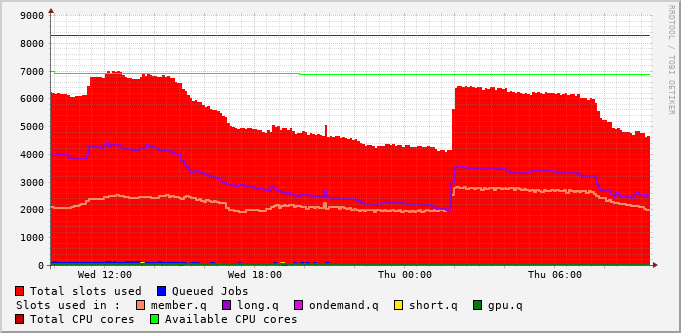 9000
8000
7000
6000
5000
4000
3000
2000
1000
0
Wed 12:00 Wed 18:00 Thu 00:00 Thu 06:00
Total slots used Queued Jobs
Slots used in : member.q long.q ondemand.q short.q gpu.q
Total CPU cores Available CPU cores
RRDTOOL / TOBI OETIKER